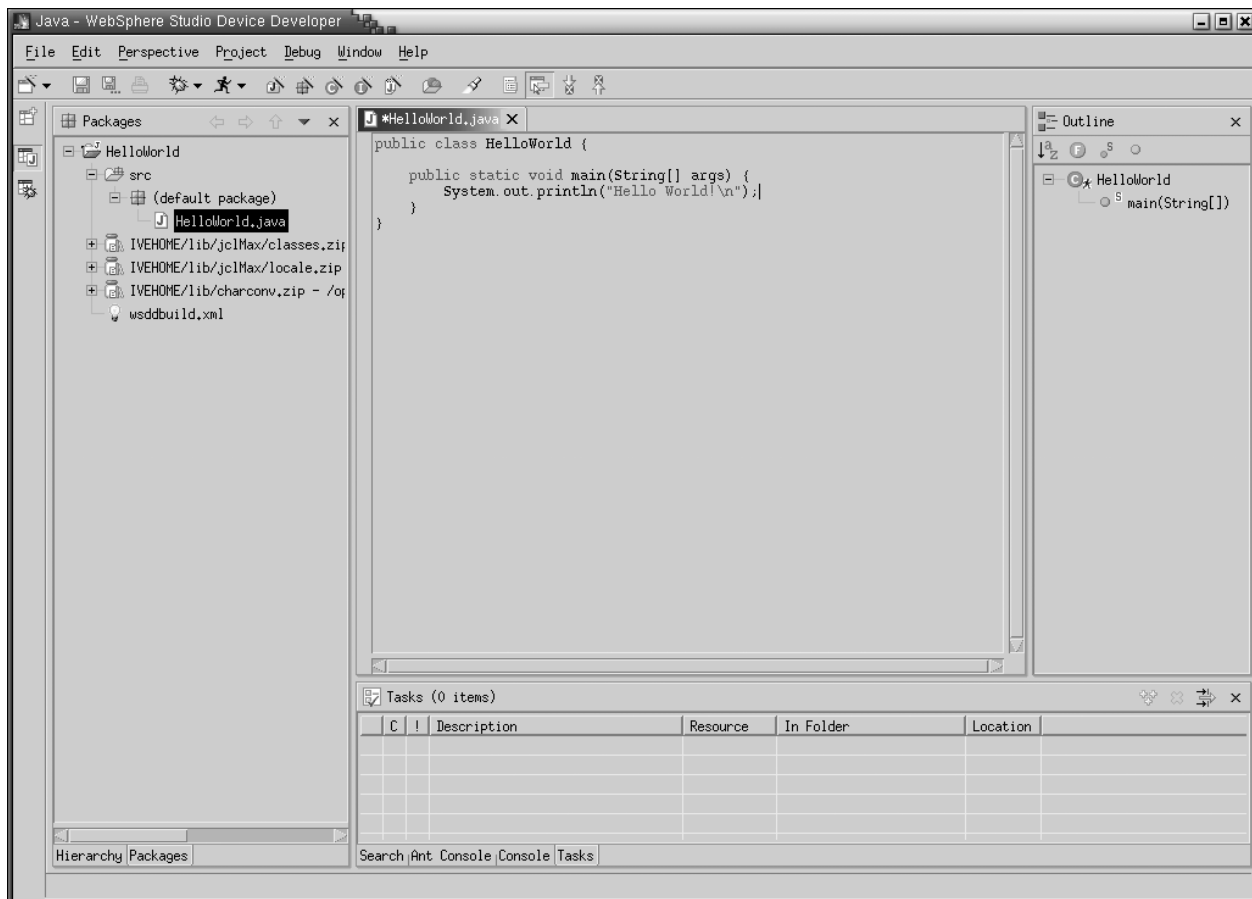 Java - WebSphere Studio Device Developer
File Edit Perspective Project Debug Window Help
Packages
HelloWorld
src
(default package)
HelloWorld.java
IVEHOME/lib/jclMax/classes.zip
IVEHOME/lib/jclMax/locale.zip
IVEHOME/lib/charconv.zip - /op
wsddbuild.xml
Hierarchy Packages
*HelloWorld.java
public class HelloWorld {
public static void main(String[] args) {
System.out.println("Hello World!\n");
}
}
Outline
HelloWorld
main(String[])
Tasks (0 items)
C ! Description Resource In Folder Location
Search Ant Console Console Tasks